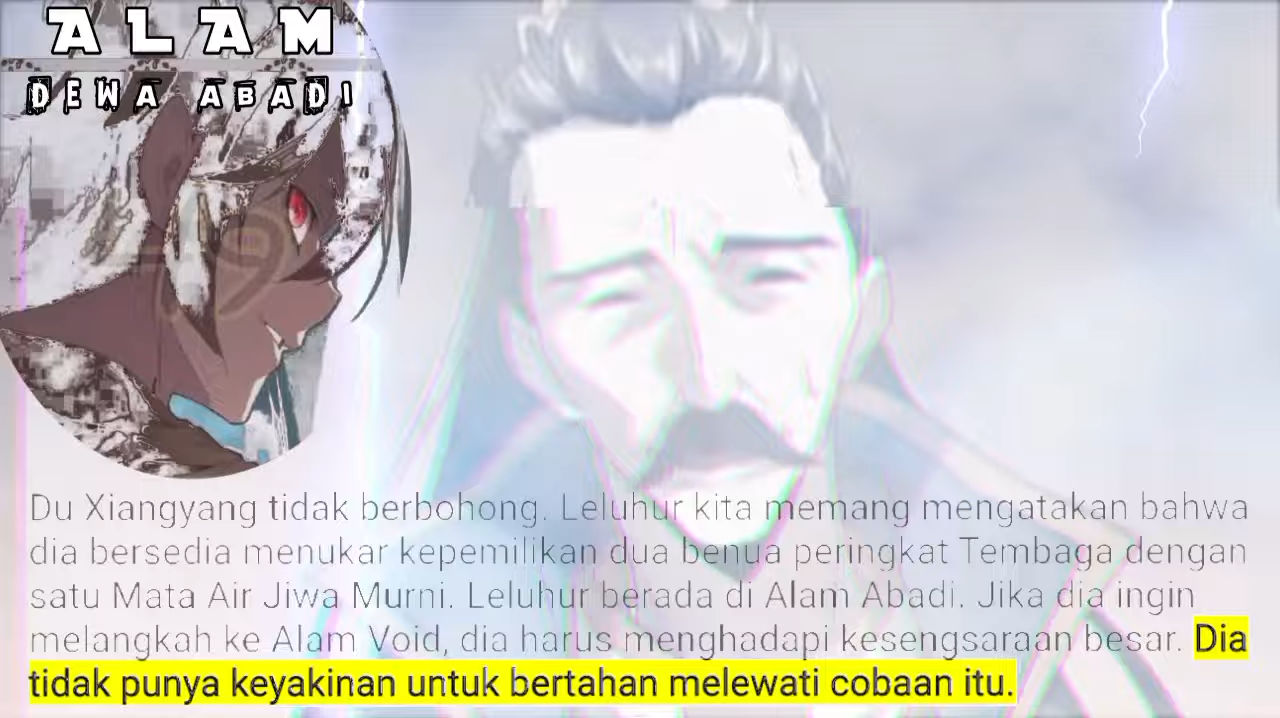 ALAM
DEWA ABADI
Du Xiangyang tidak berbohong. Leluhur kita memang mengatakan bahwa
dia bersedia menukar kepemilikan dua benua peringkat Tembaga dengan
satu Mata Air Jiwa Murni. Leluhur berada di Alam Abadi. Jika dia ingin
melangkah ke Alam Void, dia harus menghadapi kesengsaraan besar. Dia
tidak punya keyakinan untuk bertahan melewati cobaan itu.